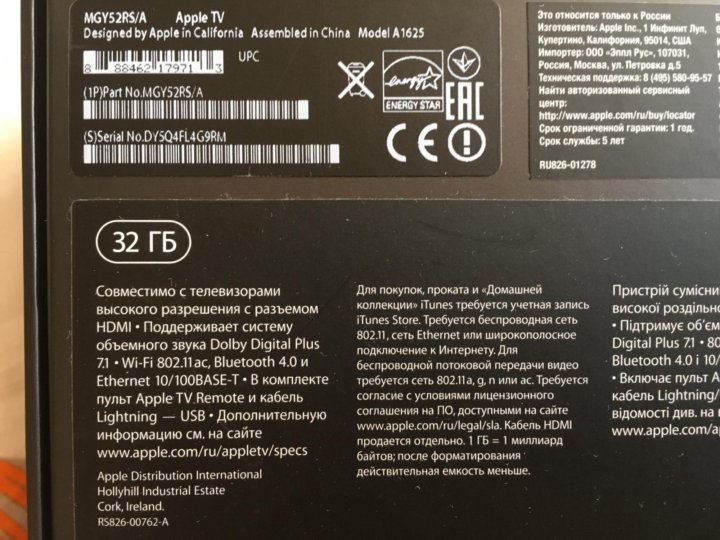 MGY52RS/A Apple TV
Designed by Apple in California Assembled in China Model A1625
8 88462 17971 3 UPC
(1P)Part No.MGY52RS/A
(S)Serial No.DY5Q4FL4G9RM
energy
ENERGY STAR
EAC
CE
Это относится только к России
Изготовитель: Apple Inc., 1 Инфинит Луп,
Купертино, Калифорния, 95014, США
Импортер: ООО «Эппл Рус», 107031,
Россия, Москва, ул. Петровка д.5
Техническая поддержка: 8 (495) 580-95-57
Найти авторизованный сервисный
центр:
http://www.apple.com/ru/buy/locator
Срок ограниченной гарантии: 1 год.
Срок службы: 5 лет
RU826-01278
32 ГБ
Совместимо с телевизорами
высокого разрешения с разъемом
HDMI • Поддерживает систему
объемного звука Dolby Digital Plus
7.1 • Wi-Fi 802.11ac, Bluetooth 4.0 и
Ethernet 10/100BASE-T • В комплекте
пульт Apple TV Remote и кабель
Lightning — USB • Дополнительную
информацию см. на сайте
www.apple.com/ru/appletv/specs
Apple Distribution International
Hollyhill Industrial Estate
Cork, Ireland.
RS826-00762-A
Для покупок, проката и «Домашней
коллекции» iTunes требуется учетная запись
iTunes Store. Требуется беспроводная сеть
802.11, сеть Ethernet или широкополосное
подключение к Интернету. Для
беспроводной потоковой передачи видео
требуется сеть 802.11a, g, n или ac. Требуется
согласие с условиями лицензионного
соглашения на ПО, доступными на сайте
www.apple.com/ru/legal/sla. Кабель HDMI
продается отдельно. 1 ГБ = 1 миллиард
байтов; после форматирования
действительная емкость меньше.
Пристрій сумісни
високої роздільно
• Підтримує об'єм
Digital Plus 7.1 • 80
Bluetooth 4.0 і 10/
• Включає пульт A
кабель Lightning/
відомості див. на в
www.apple.com/a